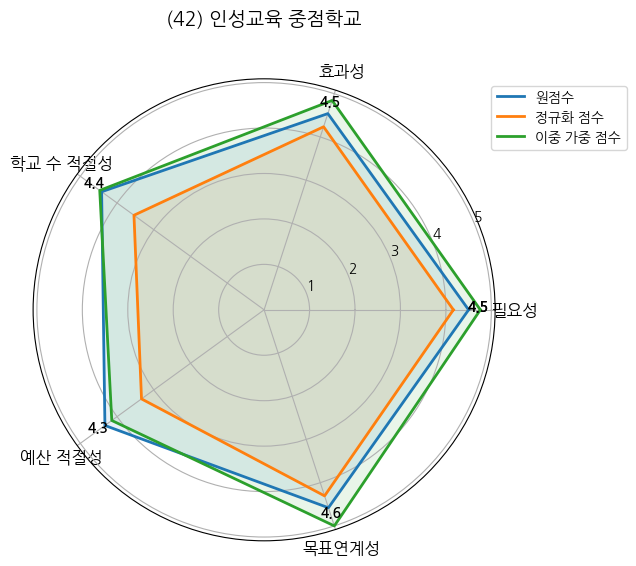 (42) 인성교육 중점학교
효과성
4.5
원점수
정규화 점수
이중 가중 점수
학교 수 적절성
4.4
5
4
3
2
1
4.5
필요성
4.3
예산 적절성
4.6
목표연계성